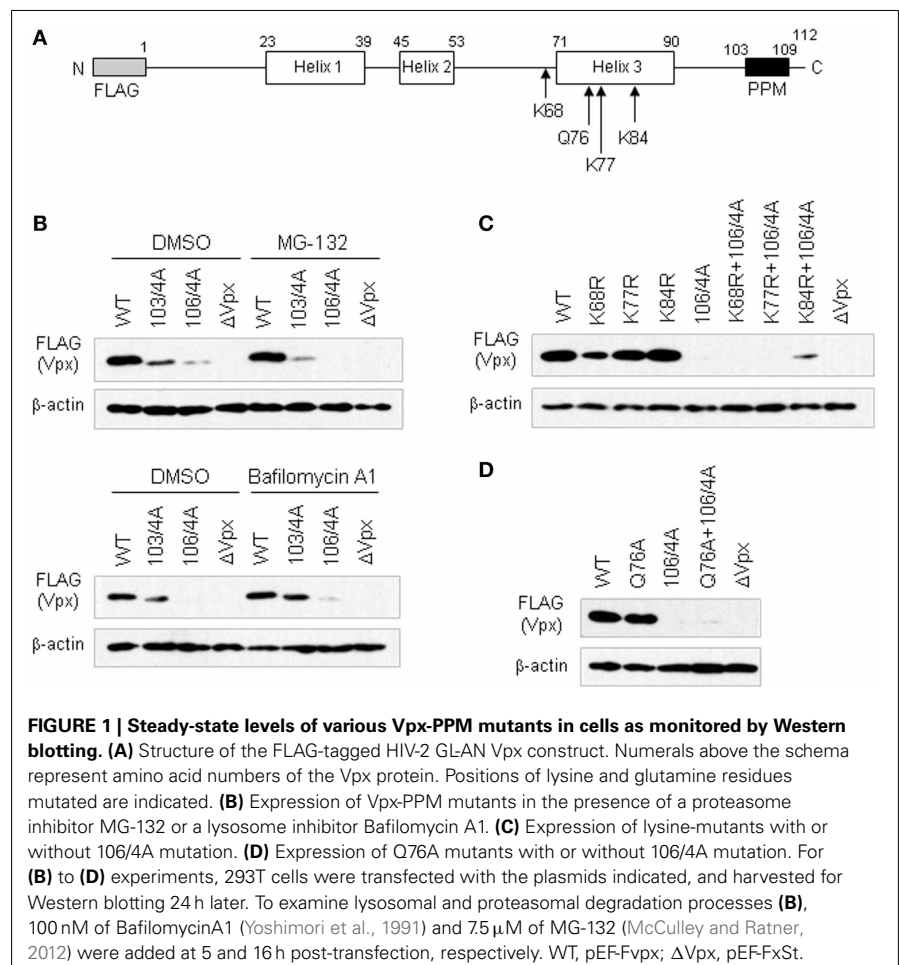 A
1 23 39 45 53 71 90 103 109 112
N Helix 1 Helix 2 Helix 3 C
FLAG PPM
K68
Q76 K84
K77
B
DMSO MG-132
WT 103/4A 106/4A ΔVpx WT 103/4A 106/4A ΔVpx
FLAG
(Vpx)
β-actin
DMSO Bafilomycin A1
WT 103/4A 106/4A ΔVpx WT 103/4A 106/4A ΔVpx
FLAG
(Vpx)
β-actin
C
WT K68R K77R K84R 106/4A K68R+106/4A K77R+106/4A K84R+106/4A ΔVpx
FLAG
(Vpx)
β-actin
D
WT Q76A 106/4A Q76A+106/4A ΔVpx
FLAG
(Vpx)
β-actin
FIGURE 1 | Steady-state levels of various Vpx-PPM mutants in cells as monitored by Western
blotting. (A) Structure of the FLAG-tagged HIV-2 GL-AN Vpx construct. Numerals above the schema
represent amino acid numbers of the Vpx protein. Positions of lysine and glutamine residues
mutated are indicated. (B) Expression of Vpx-PPM mutants in the presence of a proteasome
inhibitor MG-132 or a lysosome inhibitor Bafilomycin A1. (C) Expression of lysine-mutants with or
without 106/4A mutation. (D) Expression of Q76A mutants with or without 106/4A mutation. For
(B) to (D) experiments, 293T cells were transfected with the plasmids indicated, and harvested for
Western blotting 24 h later. To examine lysosomal and proteasomal degradation processes (B),
100 nM of BafilomycinA1 (Yoshimori et al., 1991) and 7.5 μM of MG-132 (McCulley and Ratner,
2012) were added at 5 and 16 h post-transfection, respectively. WT, pEF-Fvpx; ΔVpx, pEF-FxSt.